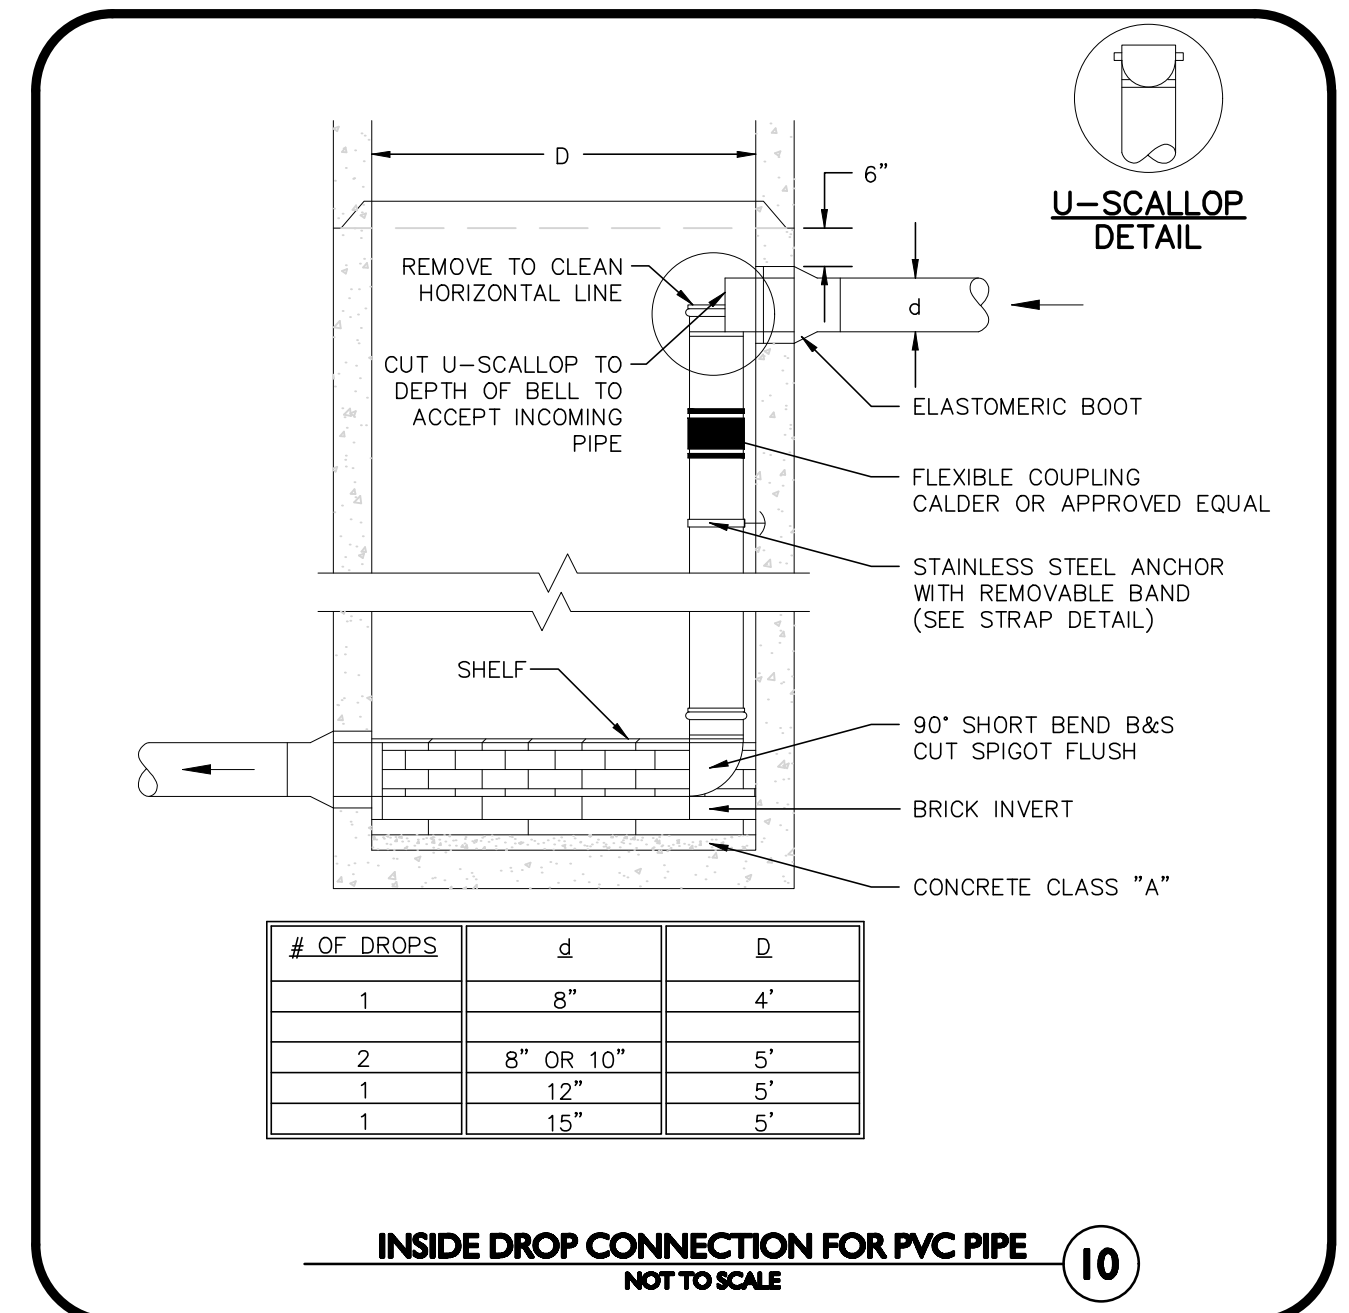 U-SCALLOP
DETAIL
D
6"
REMOVE TO CLEAN
HORIZONTAL LINE
d
CUT U-SCALLOP TO
DEPTH OF BELL TO
ACCEPT INCOMING
PIPE
ELASTOMERIC BOOT
FLEXIBLE COUPLING
CALDER OR APPROVED EQUAL
STAINLESS STEEL ANCHOR
WITH REMOVABLE BAND
(SEE STRAP DETAIL)
SHELF
90° SHORT BEND B&S
CUT SPIGOT FLUSH
BRICK INVERT
CONCRETE CLASS "A"
# OF DROPS d D
1 8" 4'
2 8" OR 10" 5'
1 12" 5'
1 15" 5'
INSIDE DROP CONNECTION FOR PVC PIPE
NOT TO SCALE
10